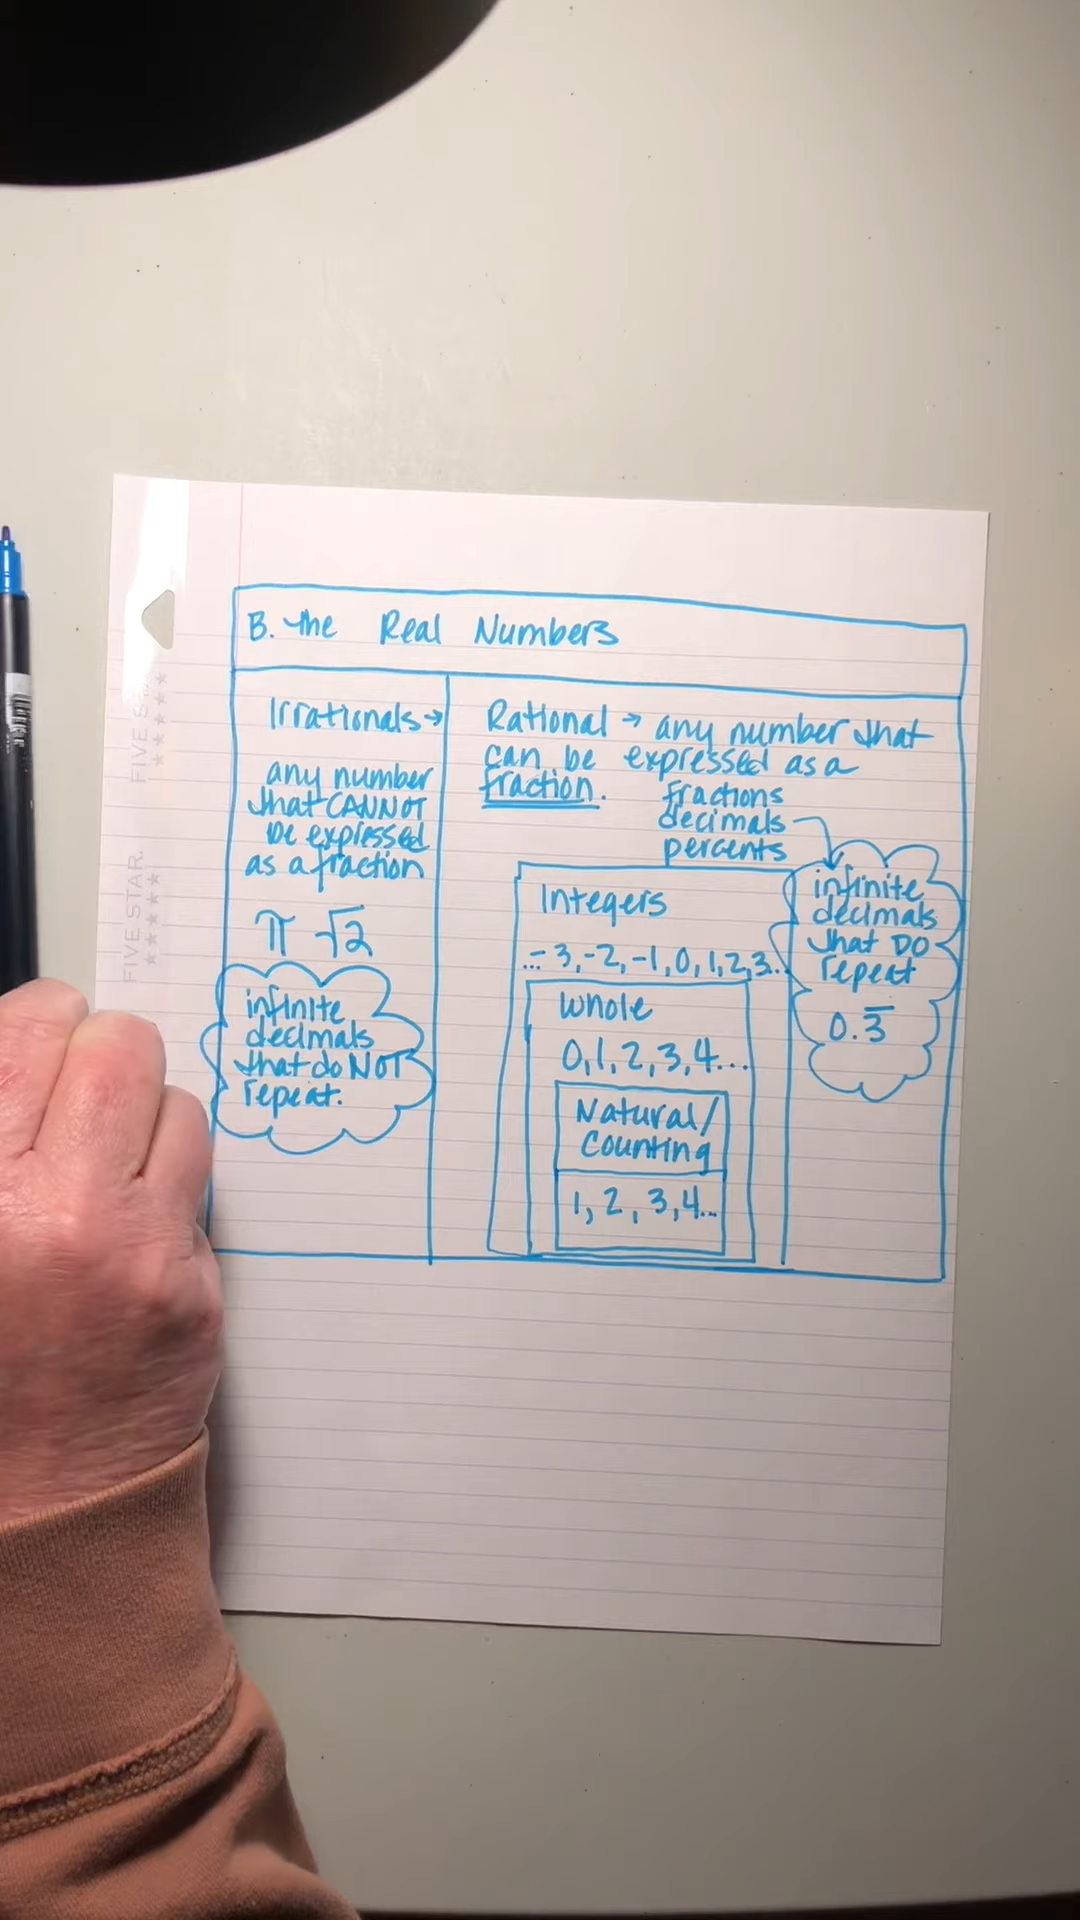 B. the Real Numbers
Irrationals →
any number
that CANNOT
be expressed
as a fraction
π √2
infinite
decimals
that do NOT
repeat.
Rational → any number that
can be expressed as a
fraction.
fractions
decimals
percents
infinite
decimals
that DO
repeat
0.3̅
Integers
...-3,-2,-1,0,1,2,3...
Whole
0,1,2,3,4...
Natural/
Counting
1, 2, 3,4...
FIVE STAR.
FIVE STAR.